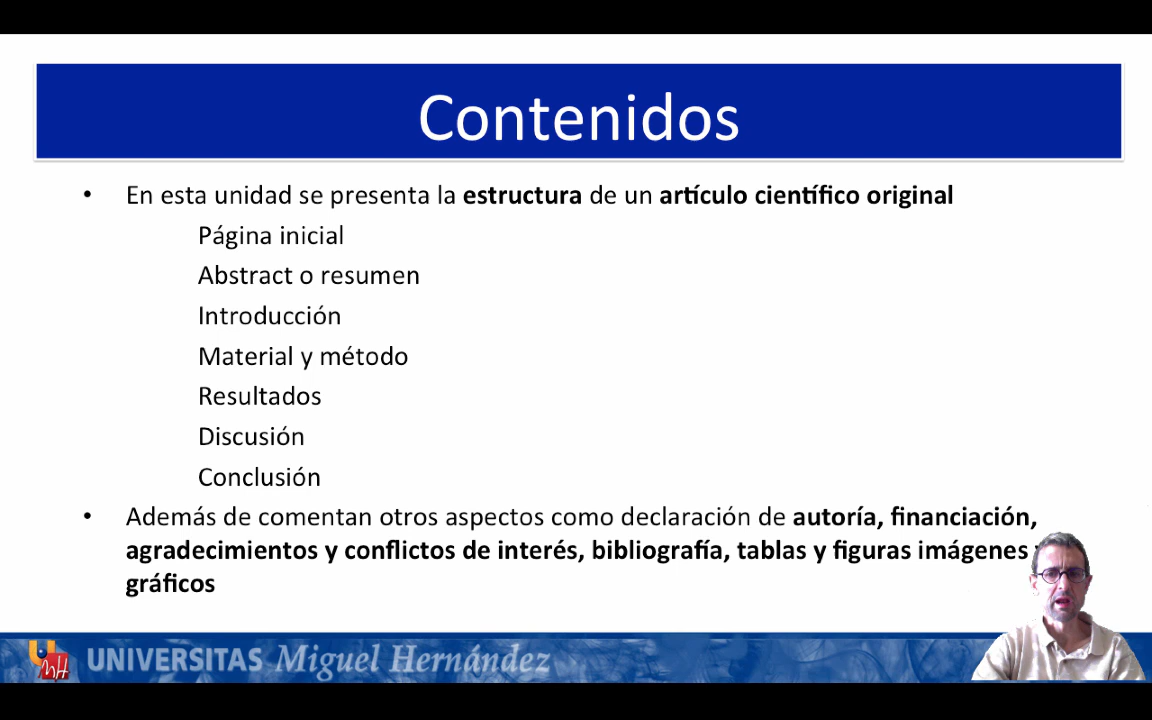 Contenidos
• En esta unidad se presenta la estructura de un artículo científico original
Página inicial
Abstract o resumen
Introducción
Material y método
Resultados
Discusión
Conclusión
• Además de comentan otros aspectos como declaración de autoría, financiación,
agradecimientos y conflictos de interés, bibliografía, tablas y figuras imágenes
gráficos
UNIVERSITAS Miguel Hernández